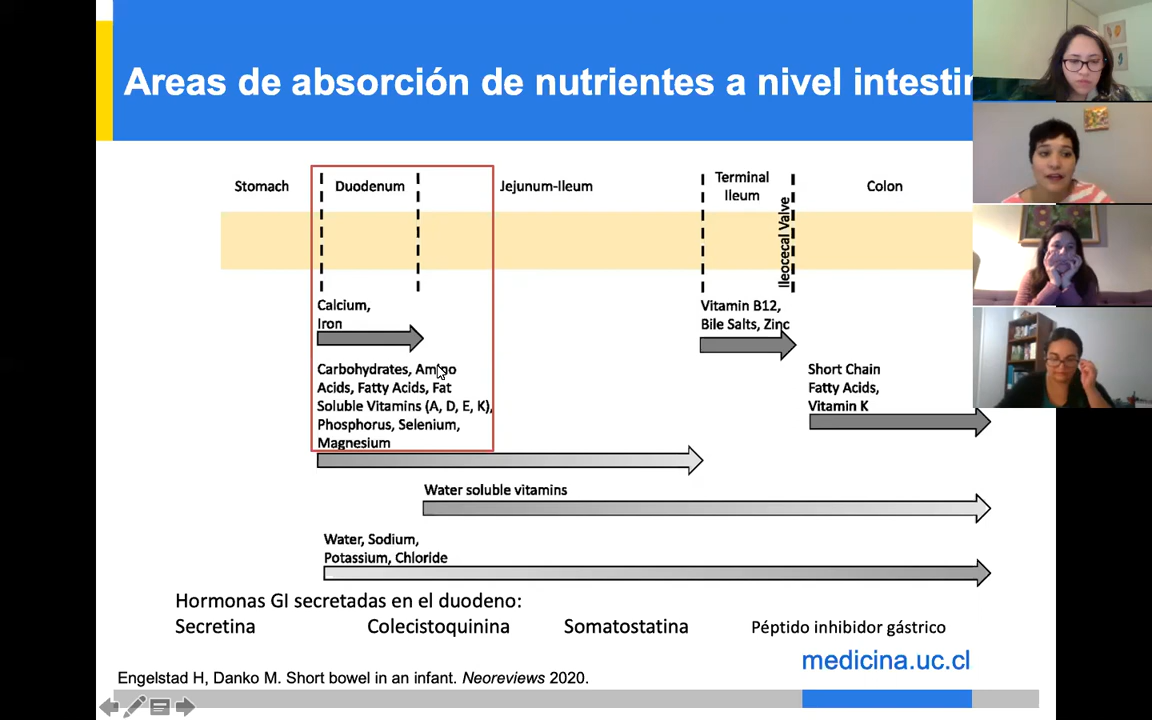 Areas de absorción de nutrientes a nivel intestin
Stomach
Duodenum
Jejunum-Ileum
Terminal
Ileum
Ileocecal Valve
Colon
Calcium,
Iron
Vitamin B12,
Bile Salts, Zinc
Carbohydrates, Amino
Acids, Fatty Acids, Fat
Soluble Vitamins (A, D, E, K),
Phosphorus, Selenium,
Magnesium
Short Chain
Fatty Acids,
Vitamin K
Water soluble vitamins
Water, Sodium,
Potassium, Chloride
Hormonas GI secretadas en el duodeno:
Secretina Colecistoquinina Somatostatina Péptido inhibidor gástrico
medicina.uc.cl
Engelstad H, Danko M. Short bowel in an infant. Neoreviews 2020.